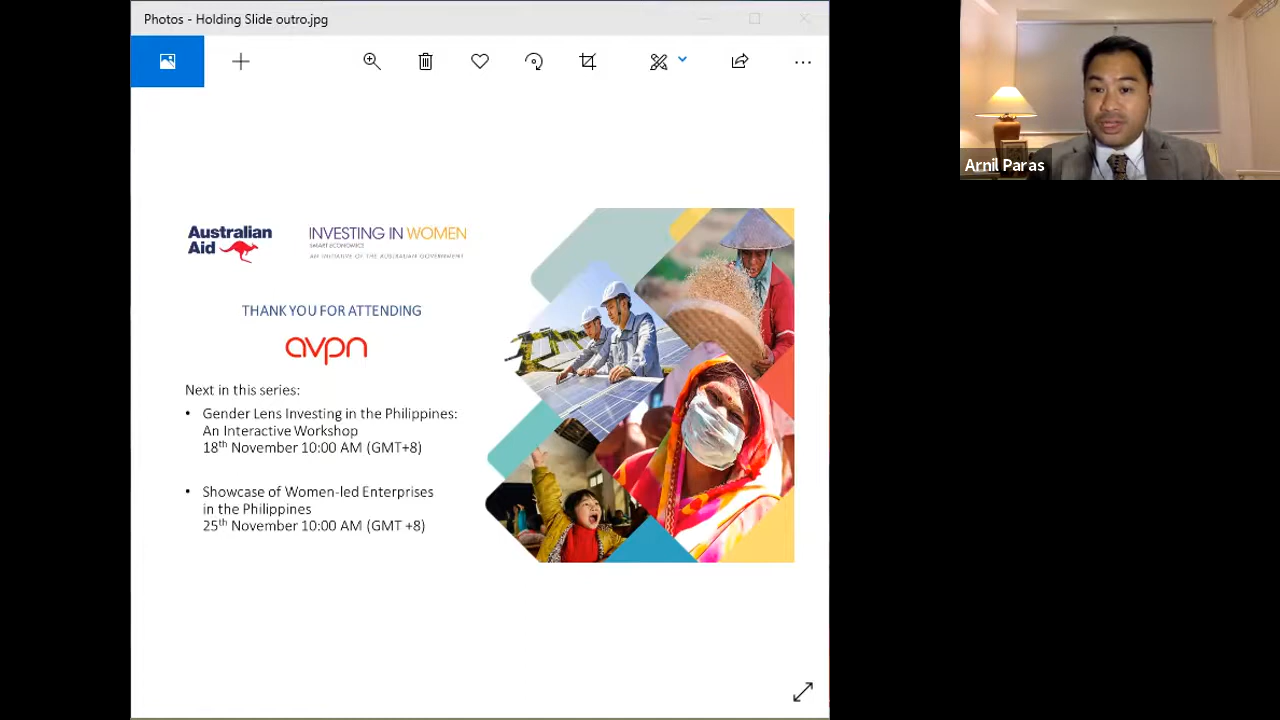 Photos - Holding Slide outro.jpg
Australian
Aid
INVESTING IN WOMEN
SMART ECONOMICS
AN INITIATIVE OF THE AUSTRALIAN GOVERNMENT
THANK YOU FOR ATTENDING
avpn
Next in this series:
• Gender Lens Investing in the Philippines:
An Interactive Workshop
18th November 10:00 AM (GMT+8)
• Showcase of Women-led Enterprises
in the Philippines
25th November 10:00 AM (GMT +8)
Arnil Paras